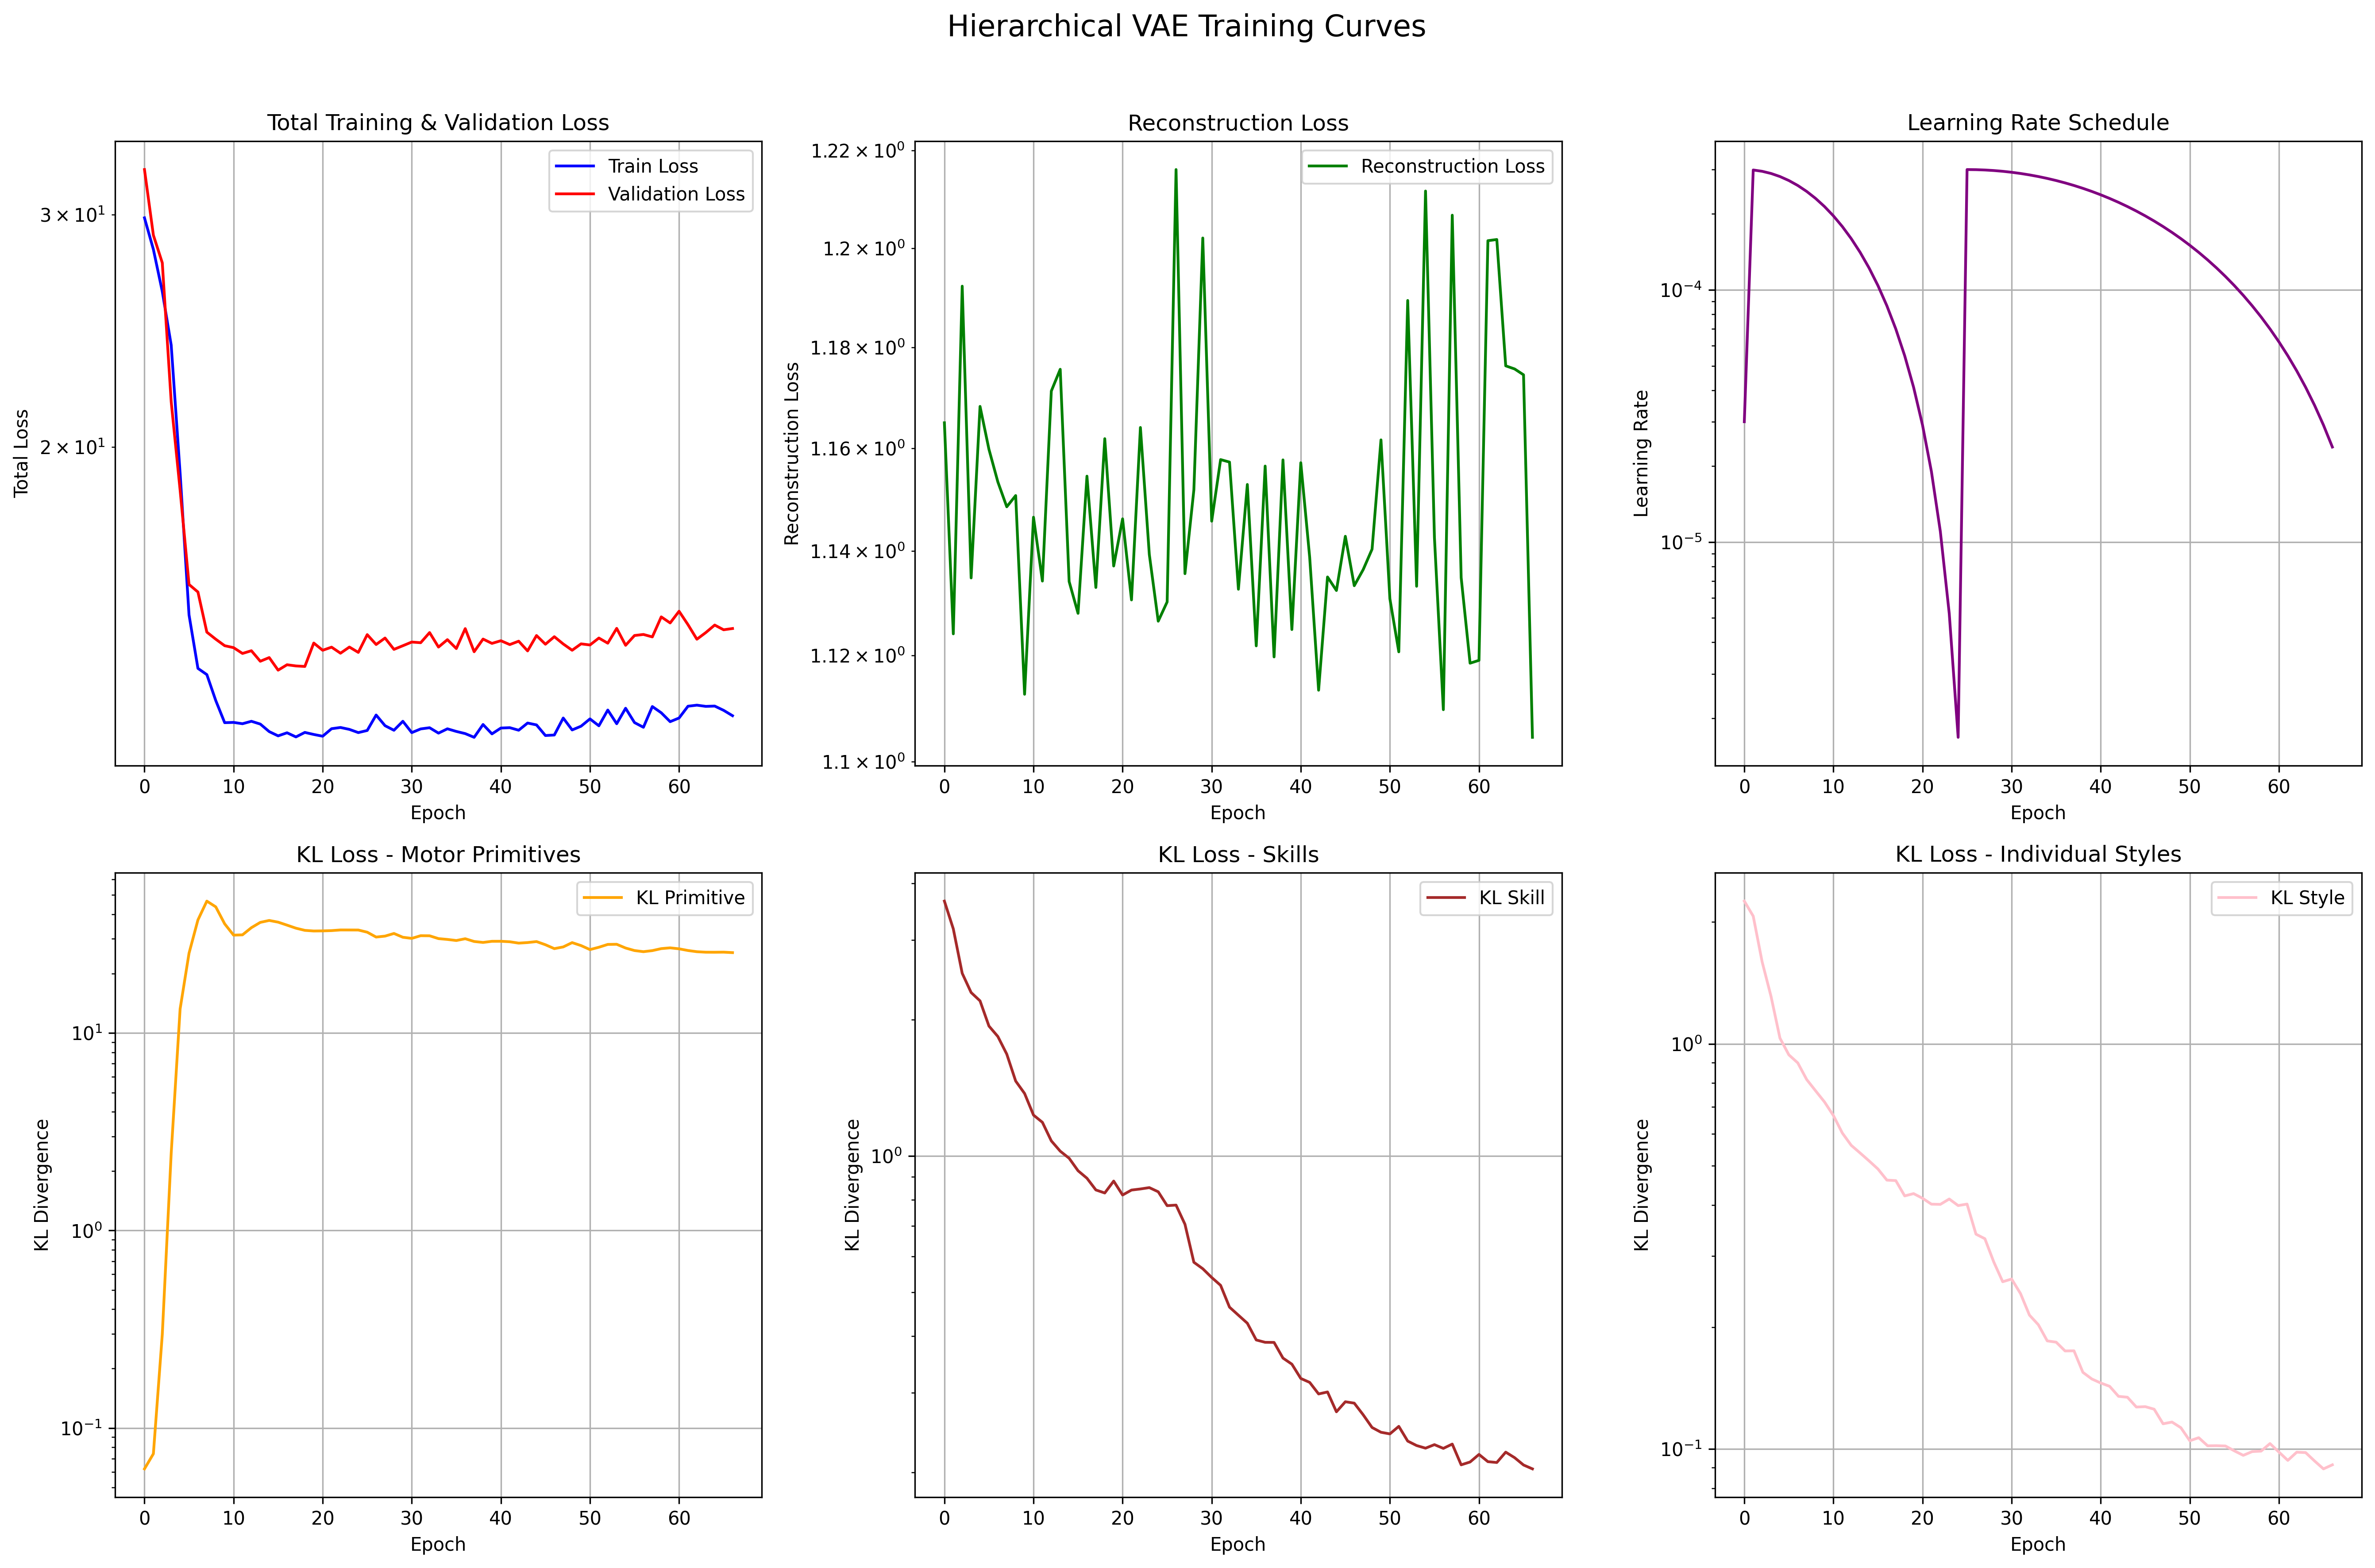 Hierarchical VAE Training Curves
Total Training & Validation Loss
Total Loss
3 × 10¹
2 × 10¹
Train Loss
Validation Loss
0 10 20 30 40 50 60
Epoch
Reconstruction Loss
Reconstruction Loss
1.22 × 10⁰
1.2 × 10⁰
1.18 × 10⁰
1.16 × 10⁰
1.14 × 10⁰
1.12 × 10⁰
1.1 × 10⁰
Reconstruction Loss
0 10 20 30 40 50 60
Epoch
Learning Rate Schedule
Learning Rate
10⁻⁴
10⁻⁵
0 10 20 30 40 50 60
Epoch
KL Loss - Motor Primitives
KL Divergence
10¹
10⁰
10⁻¹
KL Primitive
0 10 20 30 40 50 60
Epoch
KL Loss - Skills
KL Divergence
10⁰
KL Skill
0 10 20 30 40 50 60
Epoch
KL Loss - Individual Styles
KL Divergence
10⁰
10⁻¹
KL Style
0 10 20 30 40 50 60
Epoch